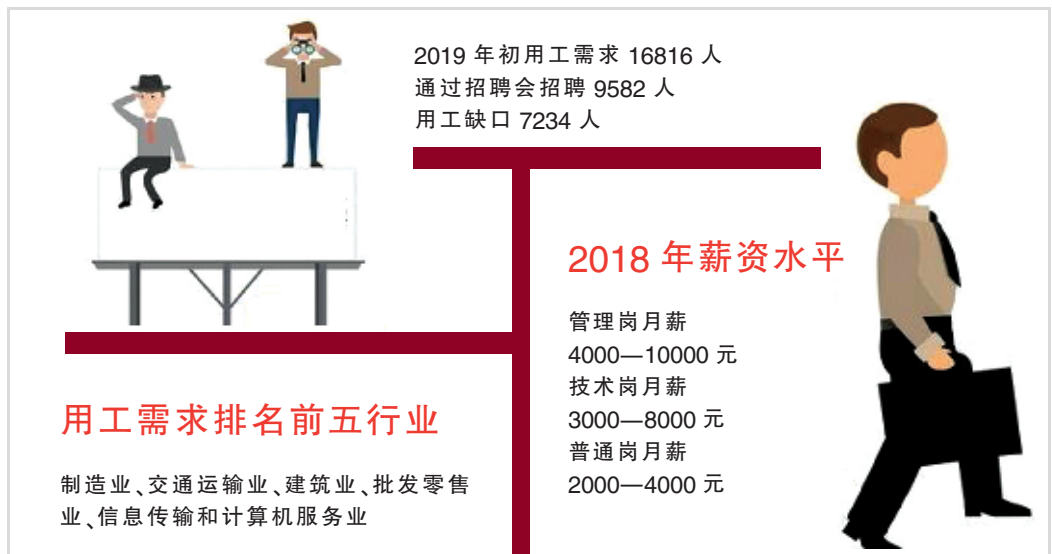 2019 年初用工需求 16816 人
通过招聘会招聘 9582 人
用工缺口 7234 人
2018 年薪资水平
管理岗月薪
4000—10000 元
技术岗月薪
3000—8000 元
普通岗月薪
2000—4000 元
用工需求排名前五行业
制造业、交通运输业、建筑业、批发零售
业、信息传输和计算机服务业